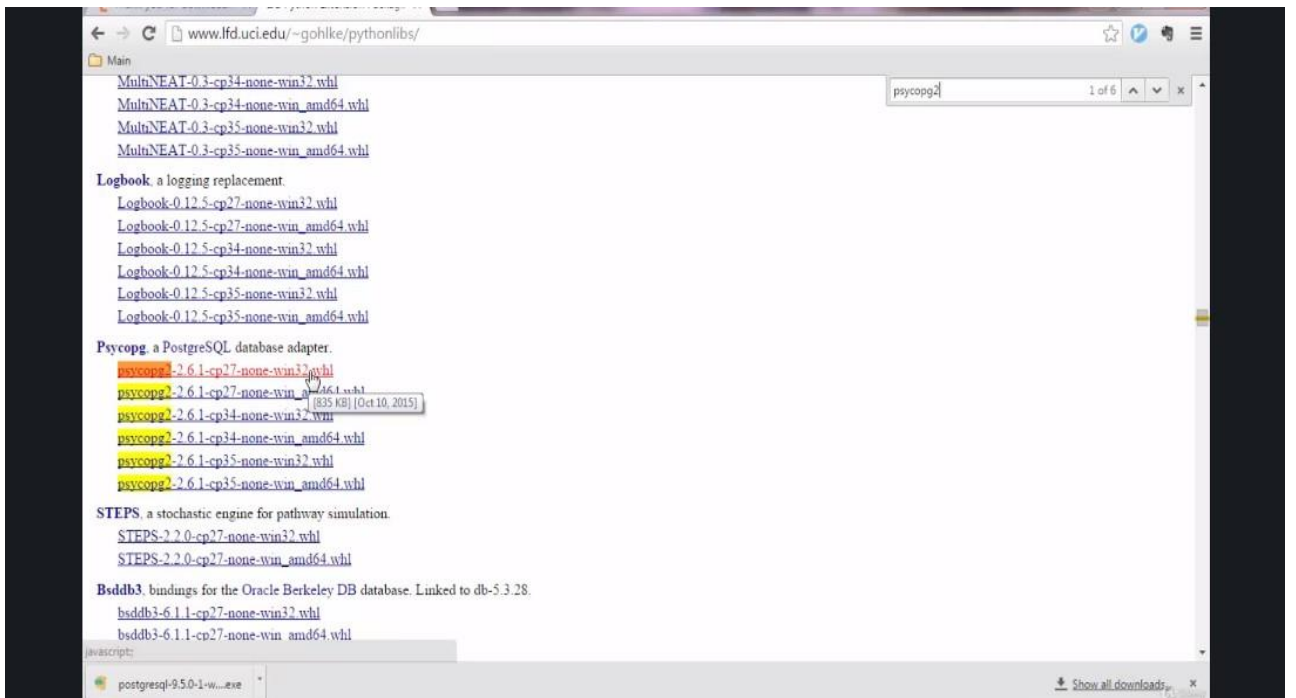 www.lfd.uci.edu/~gohlke/pythonlibs/
Main
psycopg2 1 of 6
MultiNEAT-0.3-cp34-none-win32.whl
MultiNEAT-0.3-cp34-none-win_amd64.whl
MultiNEAT-0.3-cp35-none-win32.whl
MultiNEAT-0.3-cp35-none-win_amd64.whl
Logbook, a logging replacement.
Logbook-0.12.5-cp27-none-win32.whl
Logbook-0.12.5-cp27-none-win_amd64.whl
Logbook-0.12.5-cp34-none-win32.whl
Logbook-0.12.5-cp34-none-win_amd64.whl
Logbook-0.12.5-cp35-none-win32.whl
Logbook-0.12.5-cp35-none-win_amd64.whl
Psycopg, a PostgreSQL database adapter.
psycopg2-2.6.1-cp27-none-win32.whl
psycopg2-2.6.1-cp27-none-win_amd64.whl
[835 KB] [Oct 10, 2015]
psycopg2-2.6.1-cp34-none-win32.whl
psycopg2-2.6.1-cp34-none-win_amd64.whl
psycopg2-2.6.1-cp35-none-win32.whl
psycopg2-2.6.1-cp35-none-win_amd64.whl
STEPS, a stochastic engine for pathway simulation.
STEPS-2.2.0-cp27-none-win32.whl
STEPS-2.2.0-cp27-none-win_amd64.whl
Bsddb3, bindings for the Oracle Berkeley DB database. Linked to db-5.3.28.
bsddb3-6.1.1-cp27-none-win32.whl
bsddb3-6.1.1-cp27-none-win_amd64.whl
javascript:;
postgresql-9.5.0-1-w....exe
Show all downloads...